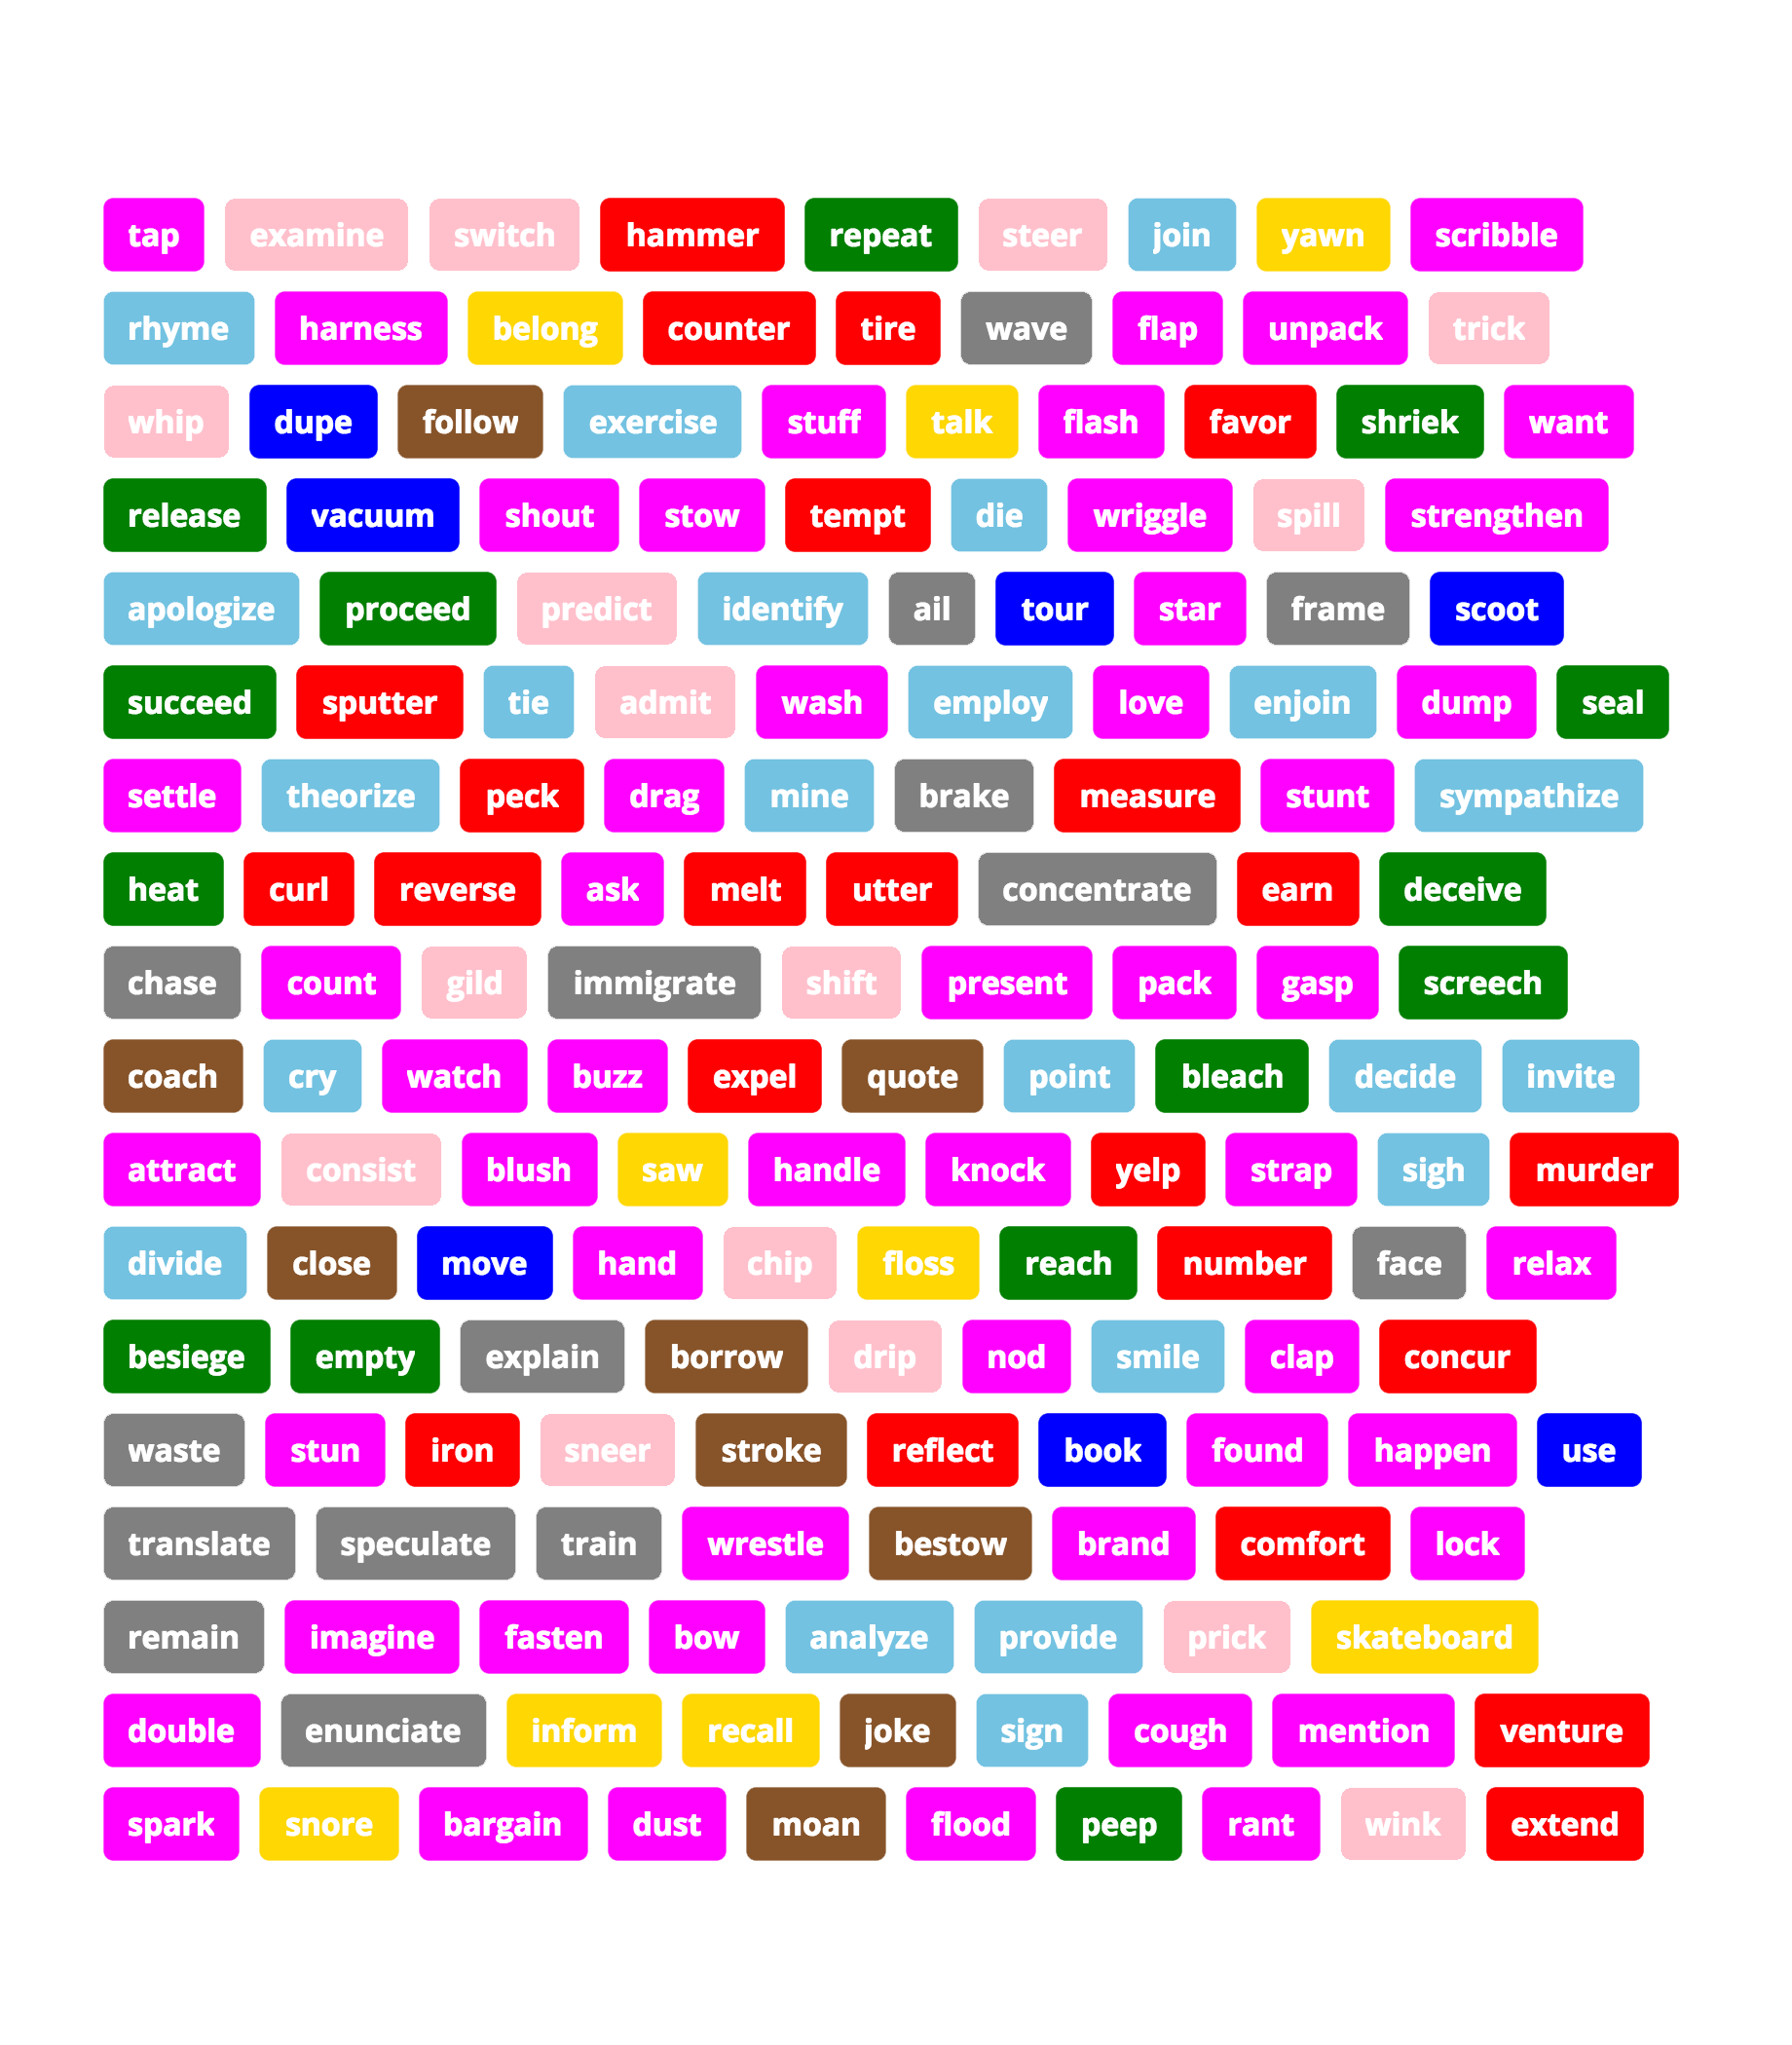 tap examine switch hammer repeat steer join yawn scribble
rhyme harness belong counter tire wave flap unpack trick
whip dupe follow exercise stuff talk flash favor shriek want
release vacuum shout stow tempt die wriggle spill strengthen
apologize proceed predict identify ail tour star frame scoot
succeed sputter tie admit wash employ love enjoin dump seal
settle theorize peck drag mine brake measure stunt sympathize
heat curl reverse ask melt utter concentrate earn deceive
chase count gild immigrate shift present pack gasp screech
coach cry watch buzz expel quote point bleach decide invite
attract consist blush saw handle knock yelp strap sigh murder
divide close move hand chip floss reach number face relax
besiege empty explain borrow drip nod smile clap concur
waste stun iron sneer stroke reflect book found happen use
translate speculate train wrestle bestow brand comfort lock
remain imagine fasten bow analyze provide prick skateboard
double enunciate inform recall joke sign cough mention venture
spark snore bargain dust moan flood peep rant wink extend